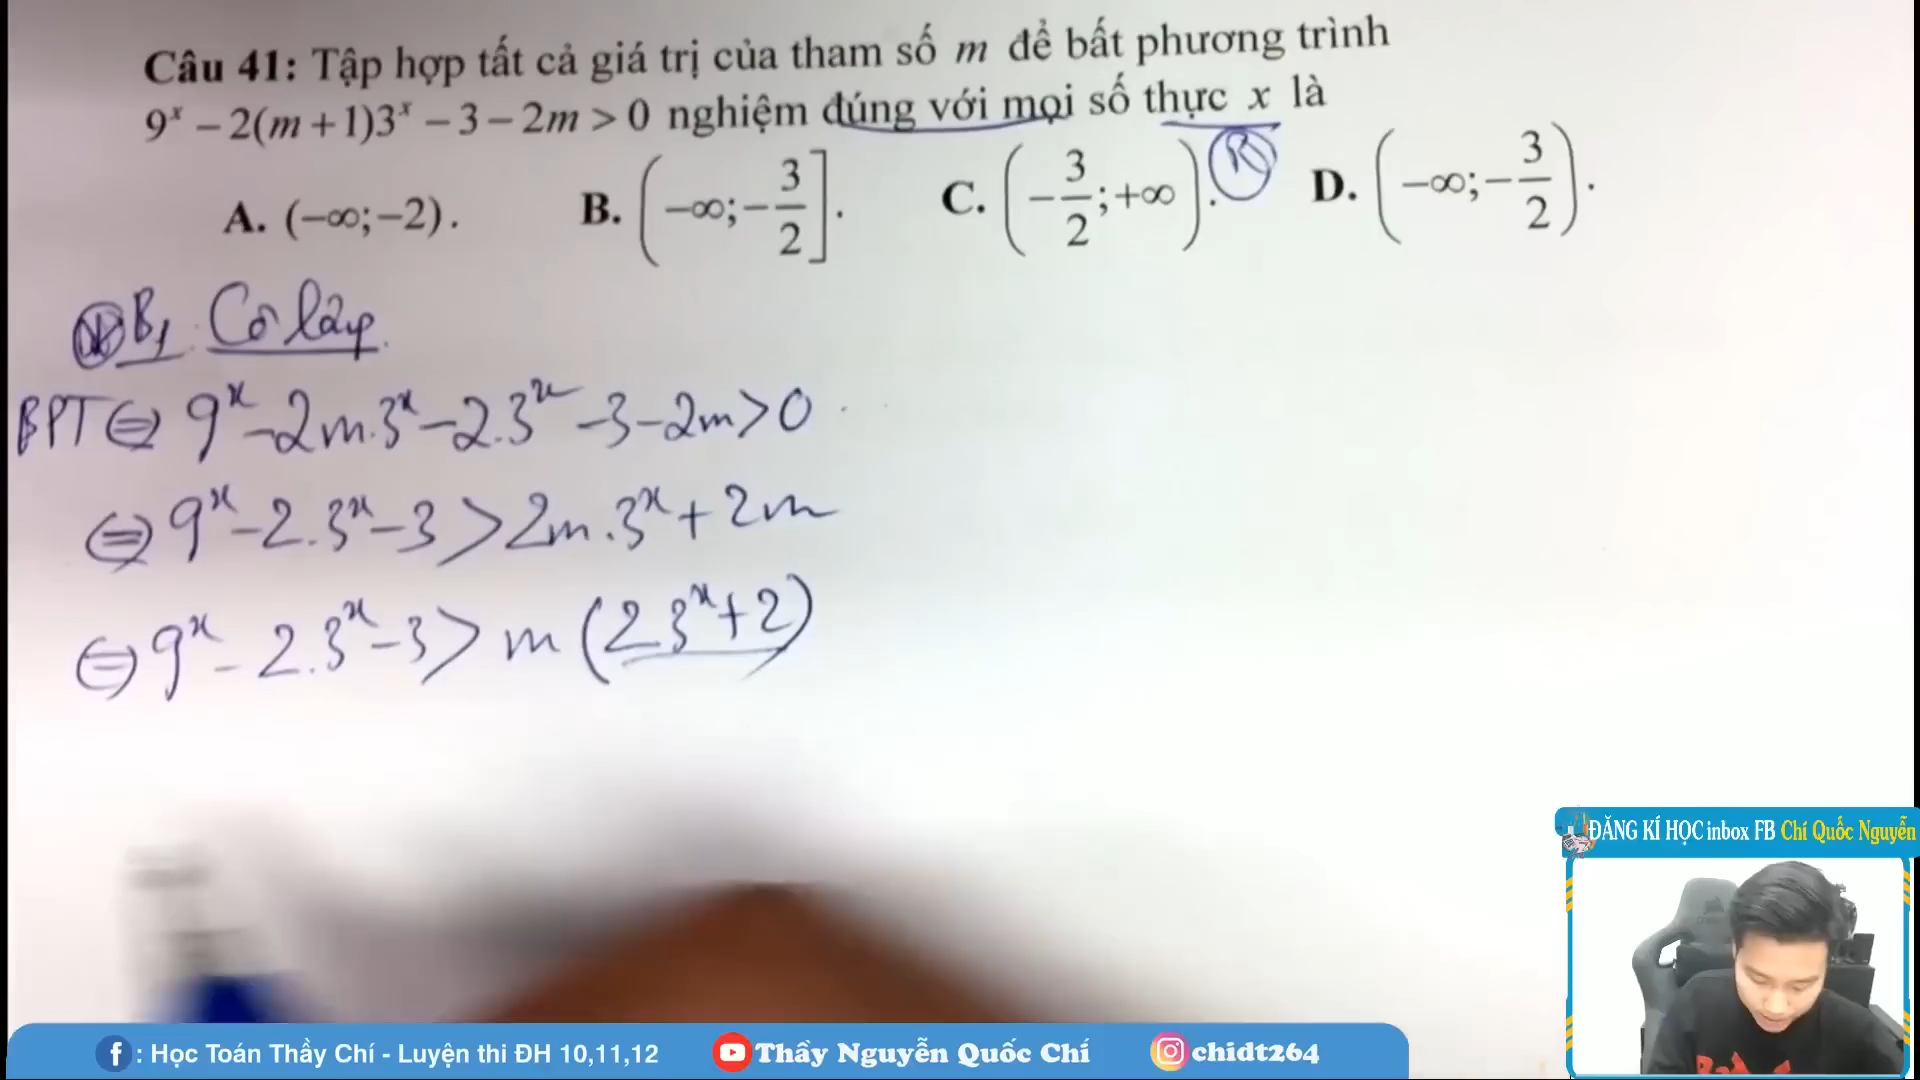 Câu 41: Tập hợp tất cả giá trị của tham số m để bất phương trình
9^x − 2(m+1)3^x − 3 − 2m > 0 nghiệm đúng với mọi số thực x là
R
A. (−∞;−2). B. (−∞;−3/2]. C. (−3/2;+∞). D. (−∞;−3/2).
B1 Cô lập
BPT ⇔ 9^x − 2m.3^x − 2.3^x − 3 − 2m > 0
⇔ 9^x − 2.3^x − 3 > 2m.3^x + 2m
⇔ 9^x − 2.3^x − 3 > m (2.3^x + 2)
ĐĂNG KÍ HỌC inbox FB Chí Quốc Nguyễn
f : Học Toán Thầy Chí - Luyện thi ĐH 10,11,12 Thầy Nguyễn Quốc Chí chidt264